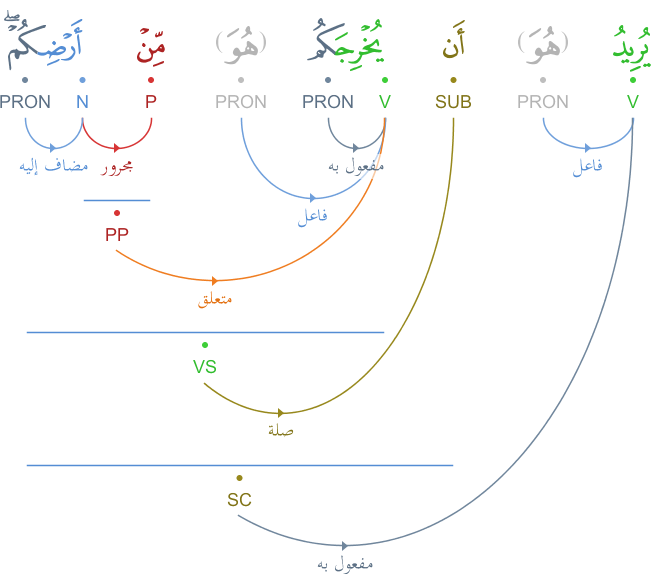 يُرِيدُ (هُوَ) أَن يُخْرِجَكُم (هُوَ) مِّنْ أَرْضِكُمْ ۖ
V PRON SUB V PRON PRON P N PRON
فاعل مفعول به مجرور مضاف إليه
فاعل
PP
متعلق
VS
صلة
SC
مفعول به